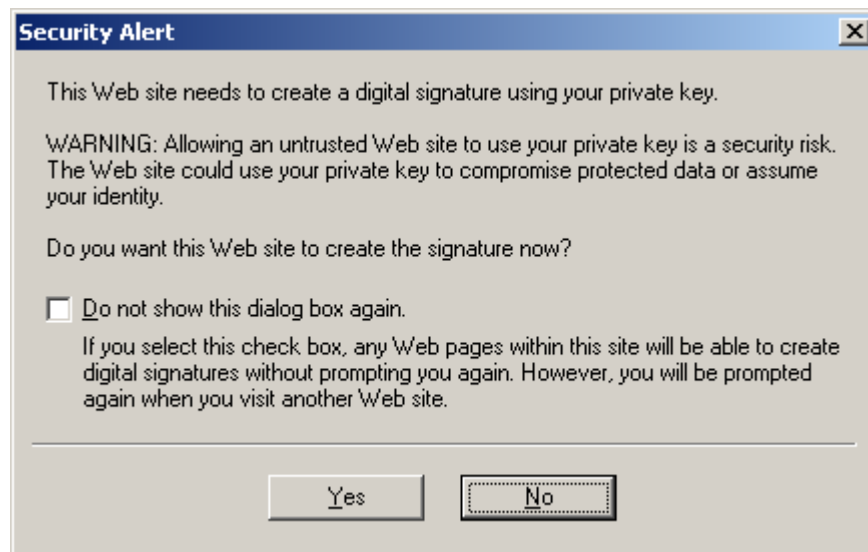 Security Alert
This Web site needs to create a digital signature using your private key.
WARNING: Allowing an untrusted Web site to use your private key is a security risk.
The Web site could use your private key to compromise protected data or assume
your identity.
Do you want this Web site to create the signature now?
Do not show this dialog box again.
If you select this check box, any Web pages within this site will be able to create
digital signatures without prompting you again. However, you will be prompted
again when you visit another Web site.
Yes No